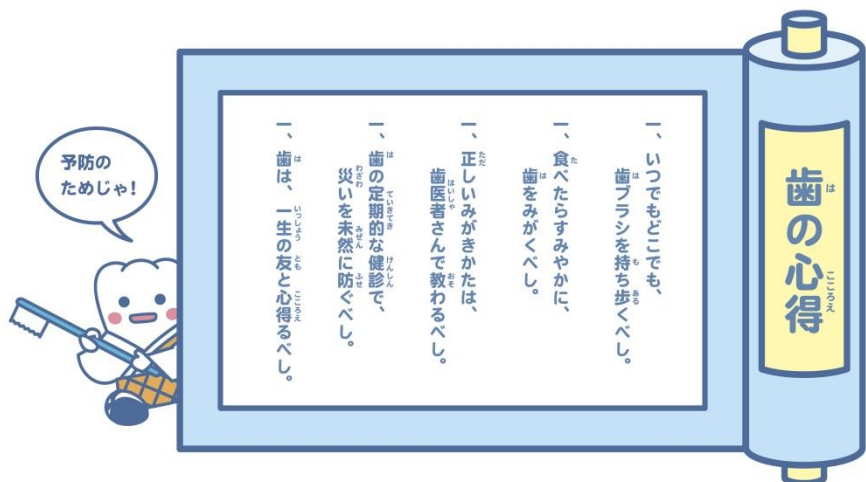 歯の心得
一、いつでもどこでも、
歯ブラシを持ち歩くべし。
一、食べたらすみやかに、
歯をみがくべし。
一、正しいみがきかたは、
歯医者さんで教わるべし。
一、歯の定期的な健診で、
災いを未然に防ぐべし。
一、歯は、一生の友と心得るべし。
予防の
ためじゃ!